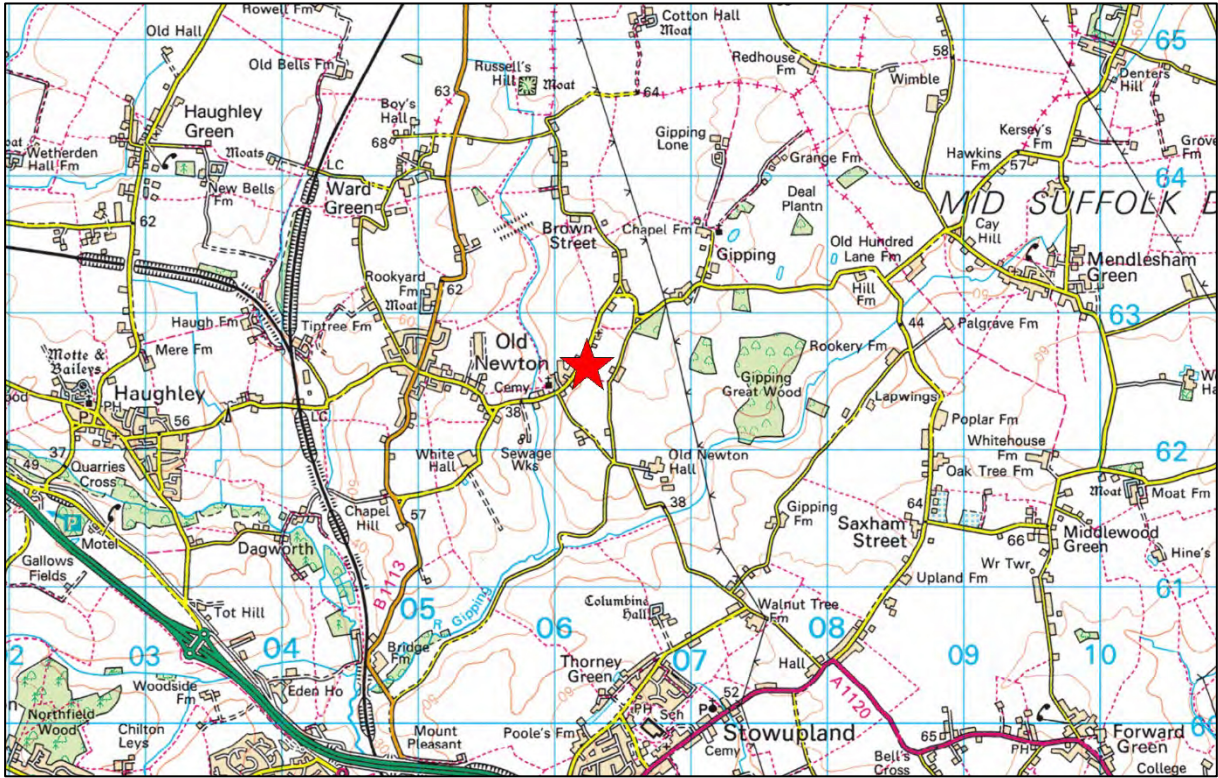 Rowell Fm
Old Hall
Old Bells Fm
63
Russell's
Hill
Moat
Cotton Hall
Moat
65
Redhouse
Fm
58
Wimble
Denters
Hill
Haughley
Green
Boy's
Hall
68
64
Gipping
Lone
Kersey's
Fm
57
Hawkins
Fm
Grove
Fm
Wetherden
Hall Fm
Moats
New Bells
Fm
LC
Ward
Green
Grange Fm
Deal
Plantn
64
MID SUFFOLK
62
Brown
Street
Chapel Fm
Gipping
Old Hundred
Lane Fm
Cay
Hill
Mendlesham
Green
Rookyard
Fm
Moat
62
60
Hill
Fm
50
63
Haugh Fm
Tiptree Fm
44
Palgrave Fm
60
Motte &
Baileys
Mere Fm
Old
Newton
Cemy
Rookery Fm
Gipping
Great Wood
Haughley
PH
P
56
LC
38
Lapwings
Poplar Fm
37
White
Hall
Sewage
Wks
Old Newton
Hall
Whitehouse
Fm
62
49
Quarries
Cross
60
Oak Tree Fm
Moat
Moat Fm
P
Motel
Chapel
Hill
57
38
Gipping
Fm
64
Saxham
Street
66
Middlewood
Green
Gallows
Fields
Dagworth
Wr Twr
Hine's
B1113
Upland Fm
61
Tot Hill
05
R Gipping
06
Columbine
Hall
Walnut Tree
Fm
2
03
04
Bridge
Fm
07
08
09
10
Woodside
Fm
Eden Ho
50
Thorney
Green
60
Hall
A1120
Northfield
Wood
Chilton
Leys
Mount
Pleasant
Poole's Fm
PH
Sch
52
P
Stowupland
Cemy
Bell's
Cross
65
PH
Forward
Green
College